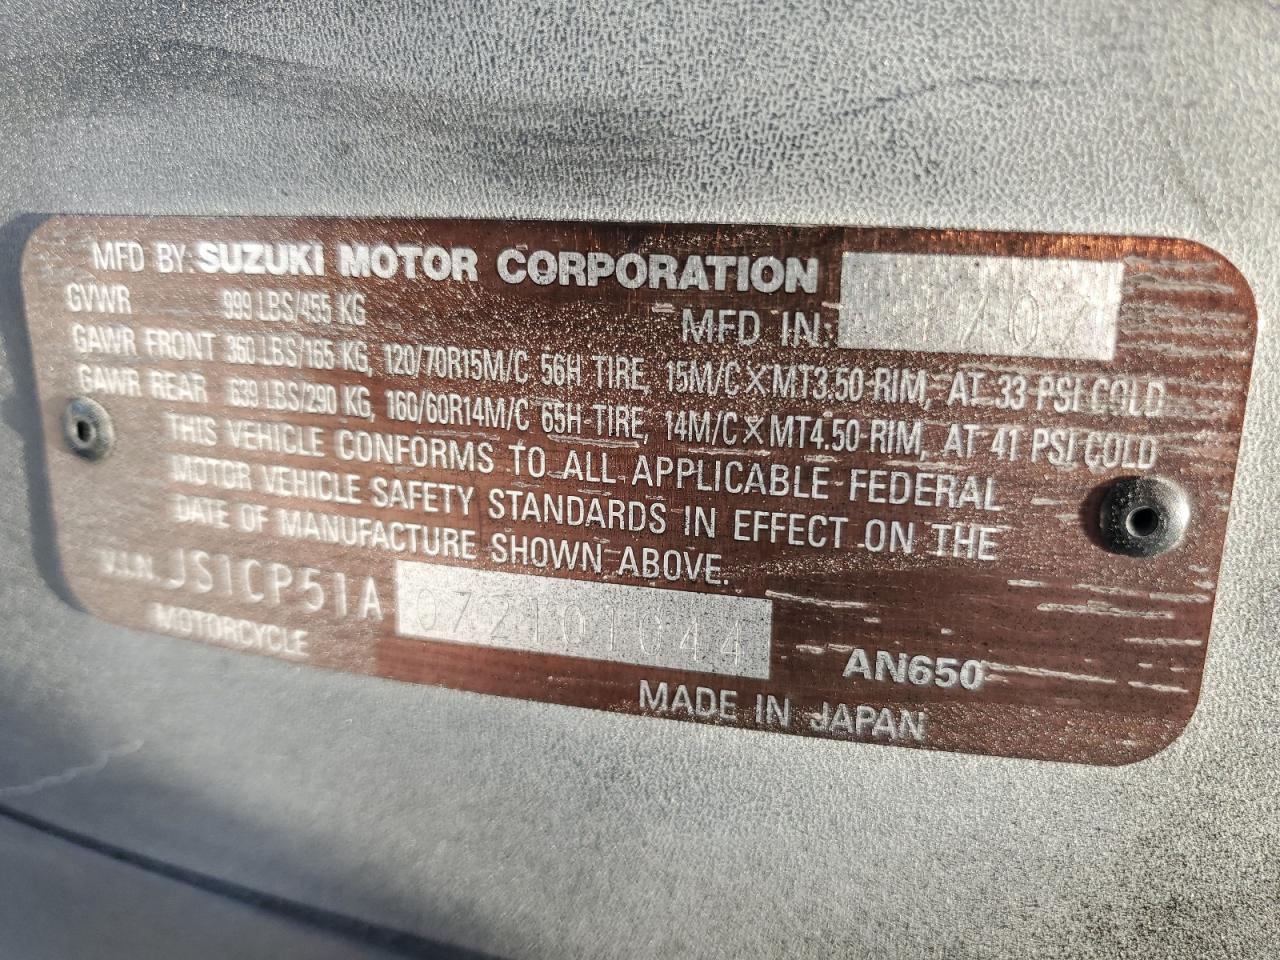 MFD BY: SUZUKI MOTOR CORPORATION
GVWR 999 LBS/455 KG MFD IN:
GAWR FRONT 360 LBS/165 KG, 120/70R15M/C 56H TIRE, 15M/C X MT3.50 RIM, AT 33 PSI COLD
GAWR REAR 639 LBS/290 KG, 160/60R14M/C 65H TIRE, 14M/C X MT4.50 RIM, AT 41 PSI COLD
THIS VEHICLE CONFORMS TO ALL APPLICABLE FEDERAL
MOTOR VEHICLE SAFETY STANDARDS IN EFFECT ON THE
DATE OF MANUFACTURE SHOWN ABOVE.
V.I.N. JS1CP51A 072101044
MOTORCYCLE AN650
MADE IN JAPAN